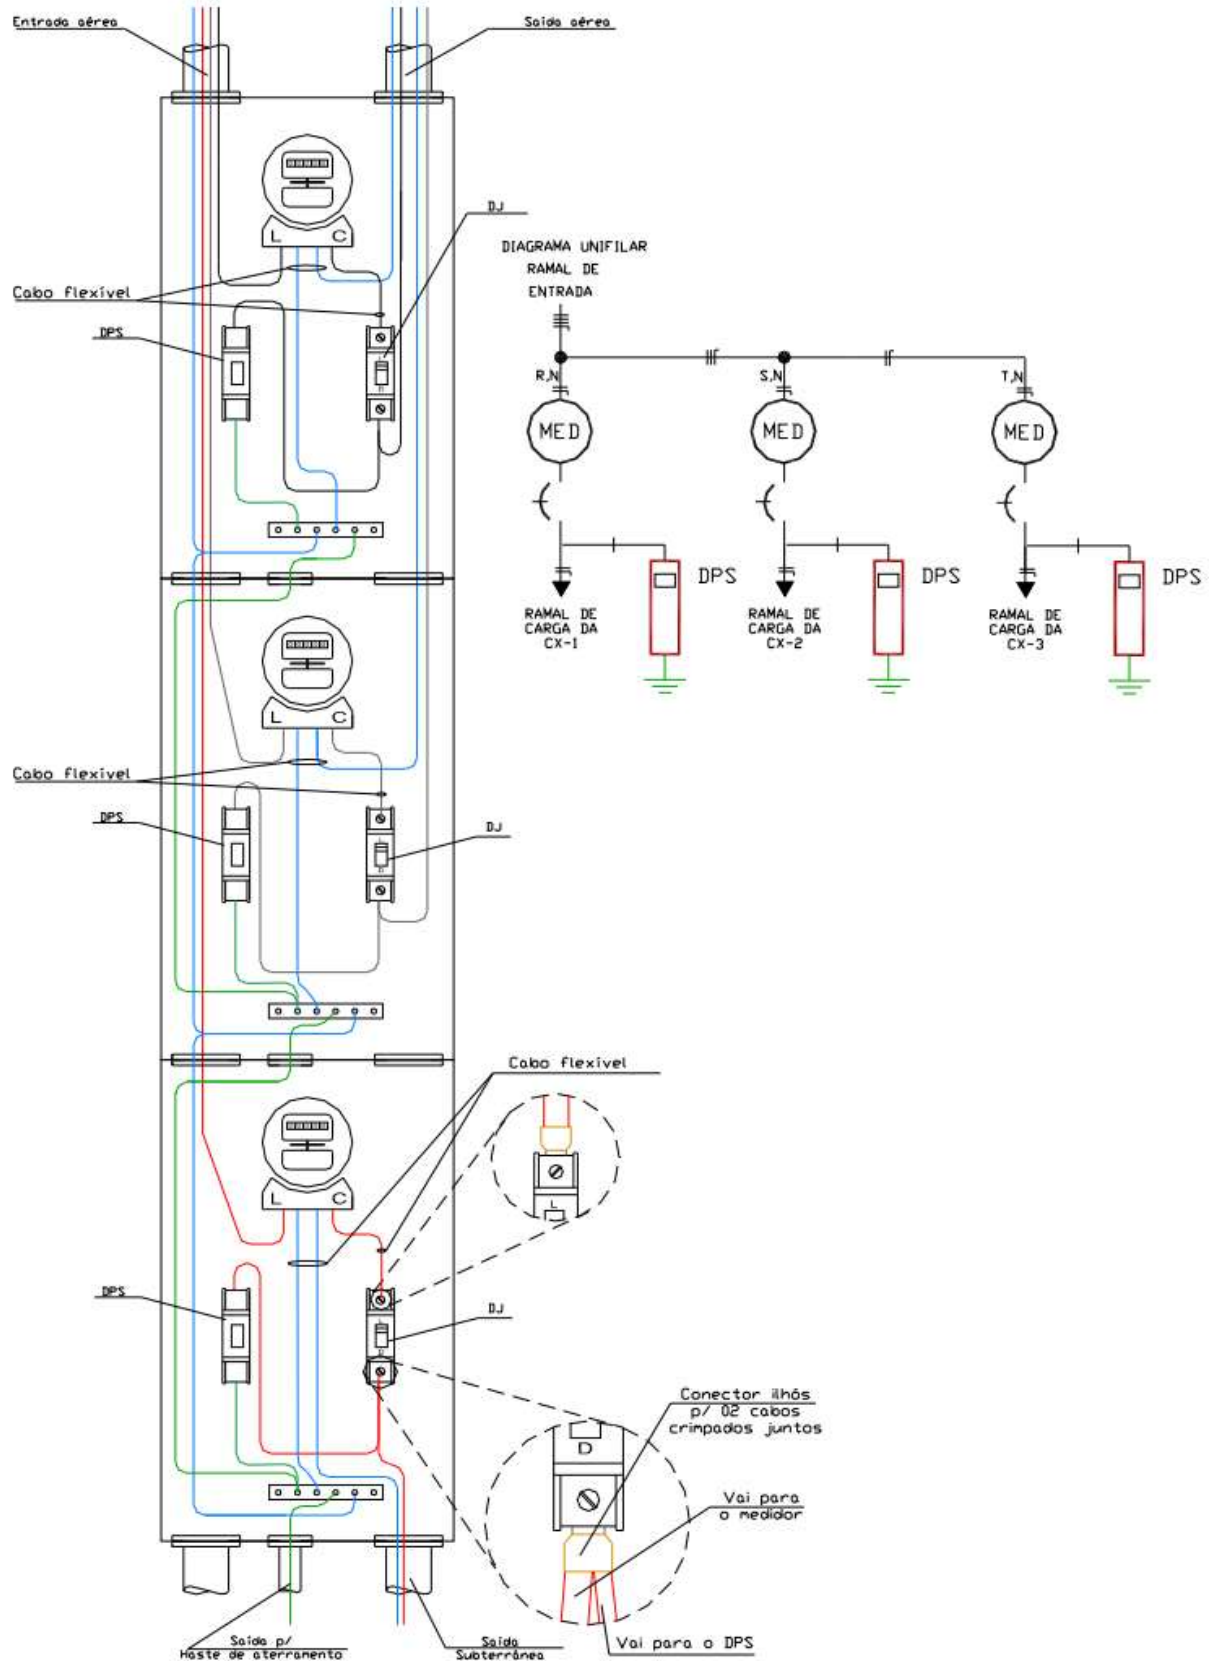 Entrada aérea
Saída aérea
L C
DJ
Cabo flexível
DPS
DIAGRAMA UNIFILAR
RAMAL DE
ENTRADA
R,N
S,N
T,N
MED
MED
MED
DPS
DPS
DPS
RAMAL DE
CARGA DA
CX-1
RAMAL DE
CARGA DA
CX-2
RAMAL DE
CARGA DA
CX-3
L C
Cabo flexível
DPS
DJ
Cabo flexível
L C
L
DPS
DJ
Conector ilhós
p/ 02 cabos
crimpados juntos
D
Vai para
o medidor
Vai para o DPS
Saída p/
Haste de aterramento
Saída
Subterrânea